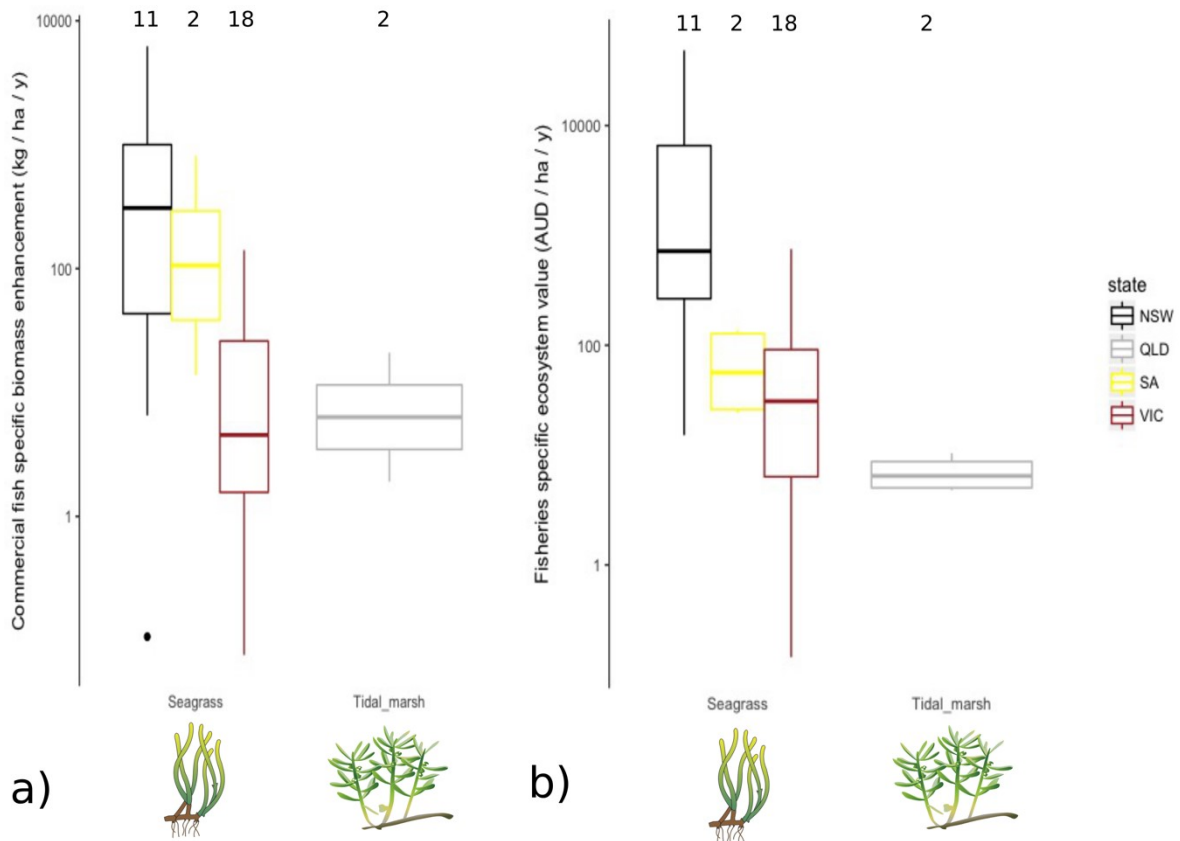 10000
11 2 18 2
Commercial fish specific biomass enhancement (kg / ha / y)
100
1
Seagrass Tidal_marsh
a)
11 2 18 2
Fisheries specific ecosystem value (AUD / ha / y)
10000
100
1
Seagrass Tidal_marsh
b)
state
NSW
QLD
SA
VIC